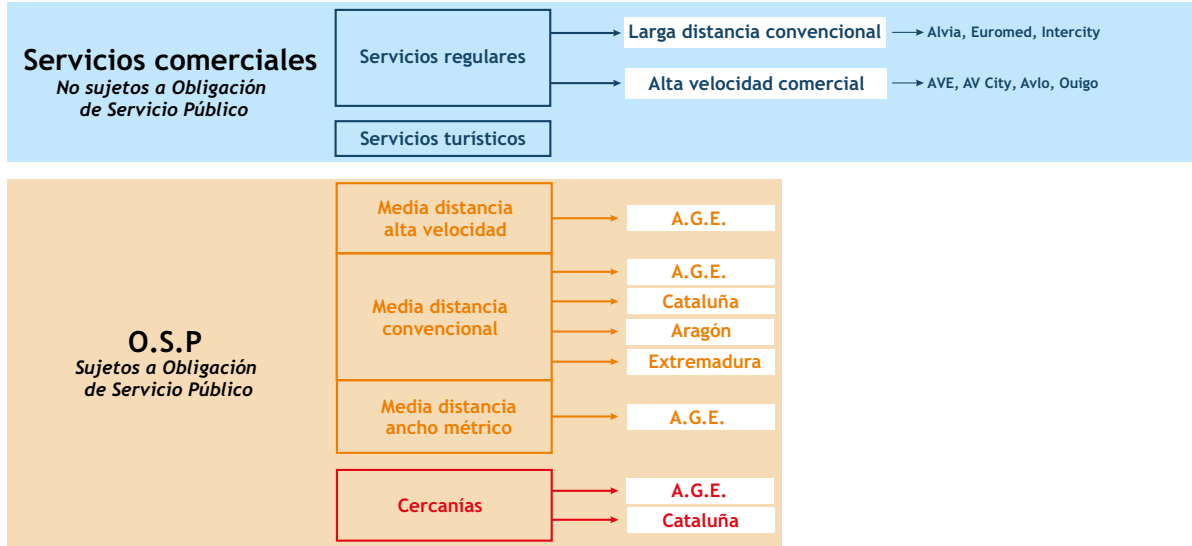 Servicios comerciales
No sujetos a Obligación
de Servicio Público
Servicios regulares
Larga distancia convencional
Alvia, Euromed, Intercity
Alta velocidad comercial
AVE, AV City, Avlo, Ouigo
Servicios turísticos
O.S.P
Sujetos a Obligación
de Servicio Público
Media distancia
alta velocidad
A.G.E.
Media distancia
convencional
A.G.E.
Cataluña
Aragón
Extremadura
Media distancia
ancho métrico
A.G.E.
Cercanías
A.G.E.
Cataluña